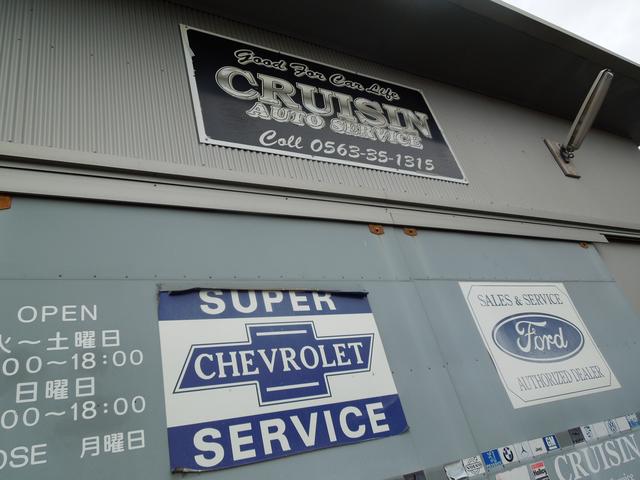 Good For Car Life
CRUISIN
AUTO SERVICE
Call 0563-35-1315
OPEN
火～土曜日
00～18:00
日曜日
00～18:00
OSE 月曜日
SUPER
CHEVROLET
SERVICE
SALES & SERVICE
Ford
AUTHORIZED DEALER
CRUISIN